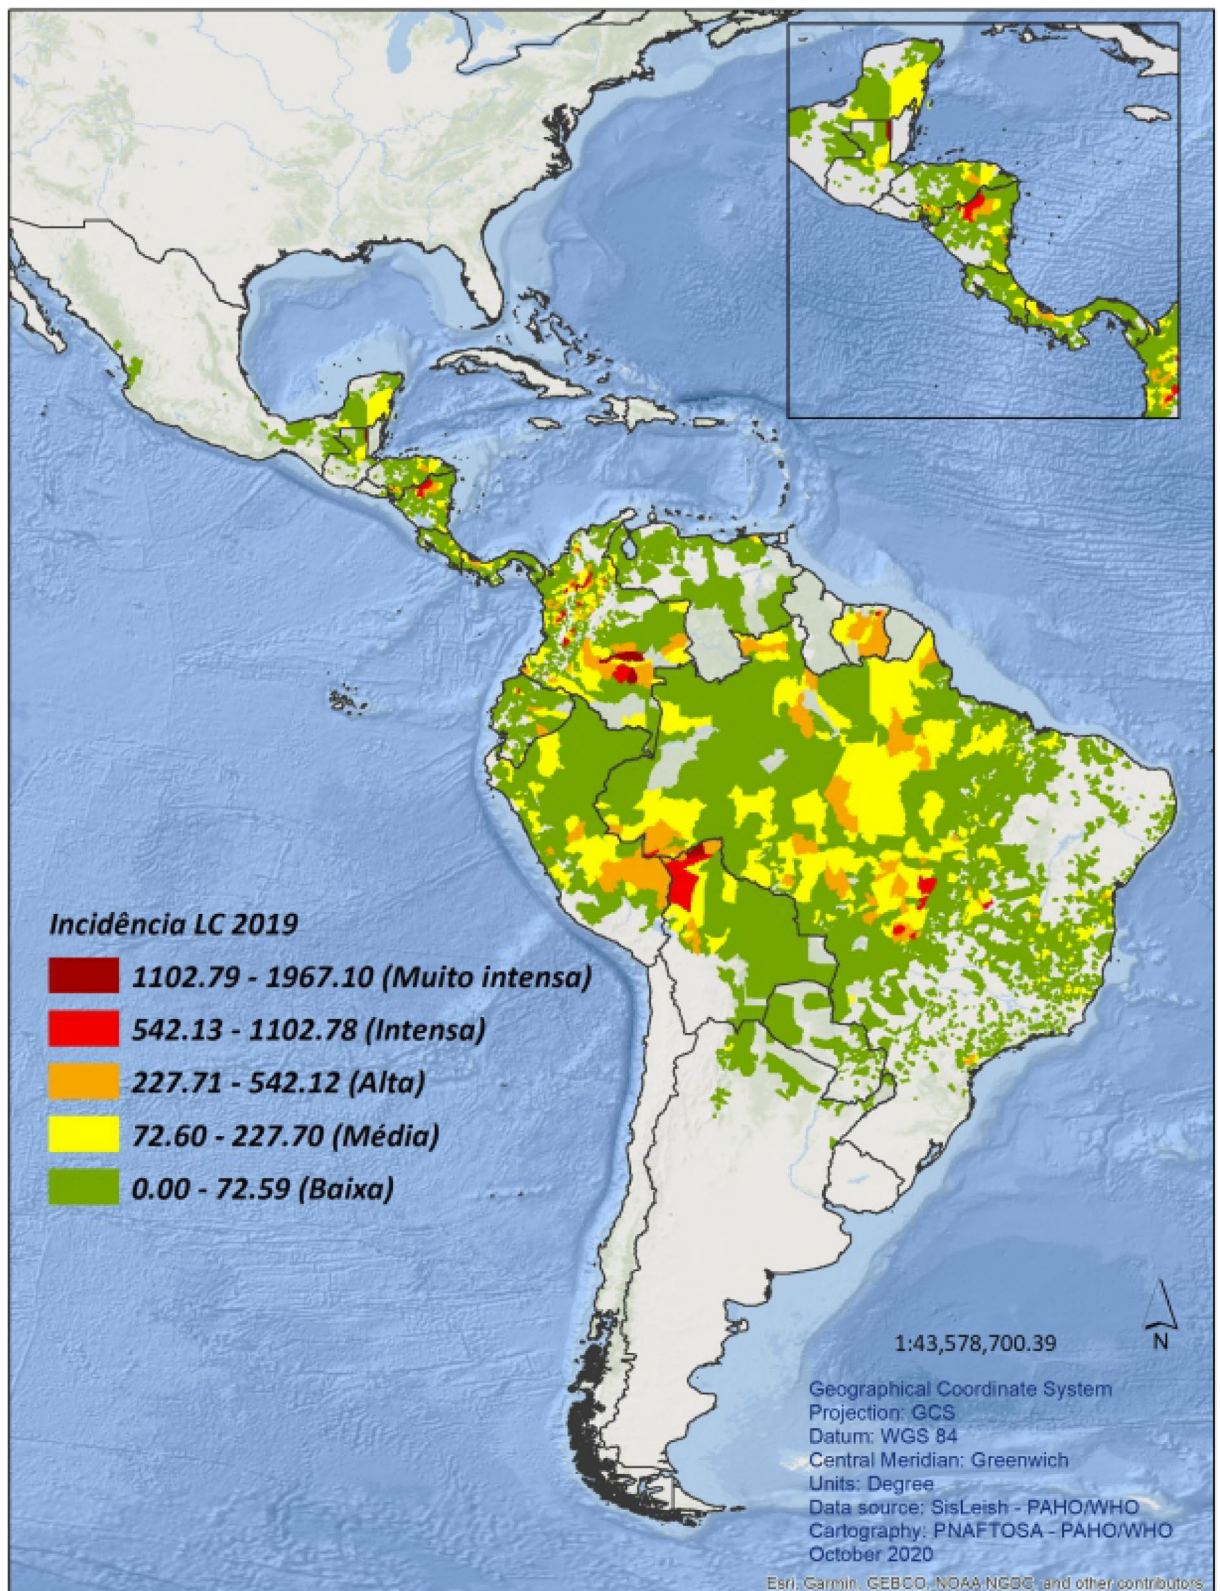 Incidência LC 2019
1102.79 - 1967.10 (Muito intensa)
542.13 - 1102.78 (Intensa)
227.71 - 542.12 (Alta)
72.60 - 227.70 (Média)
0.00 - 72.59 (Baixa)
1:43,578,700.39
N
Geographical Coordinate System
Projection: GCS
Datum: WGS 84
Central Meridian: Greenwich
Units: Degree
Data source: SisLeish - PAHO/WHO
Cartography: PNAFTOSA - PAHO/WHO
October 2020
Esri, Garmin, GEBCO, NOAA NGDC, and other contributors